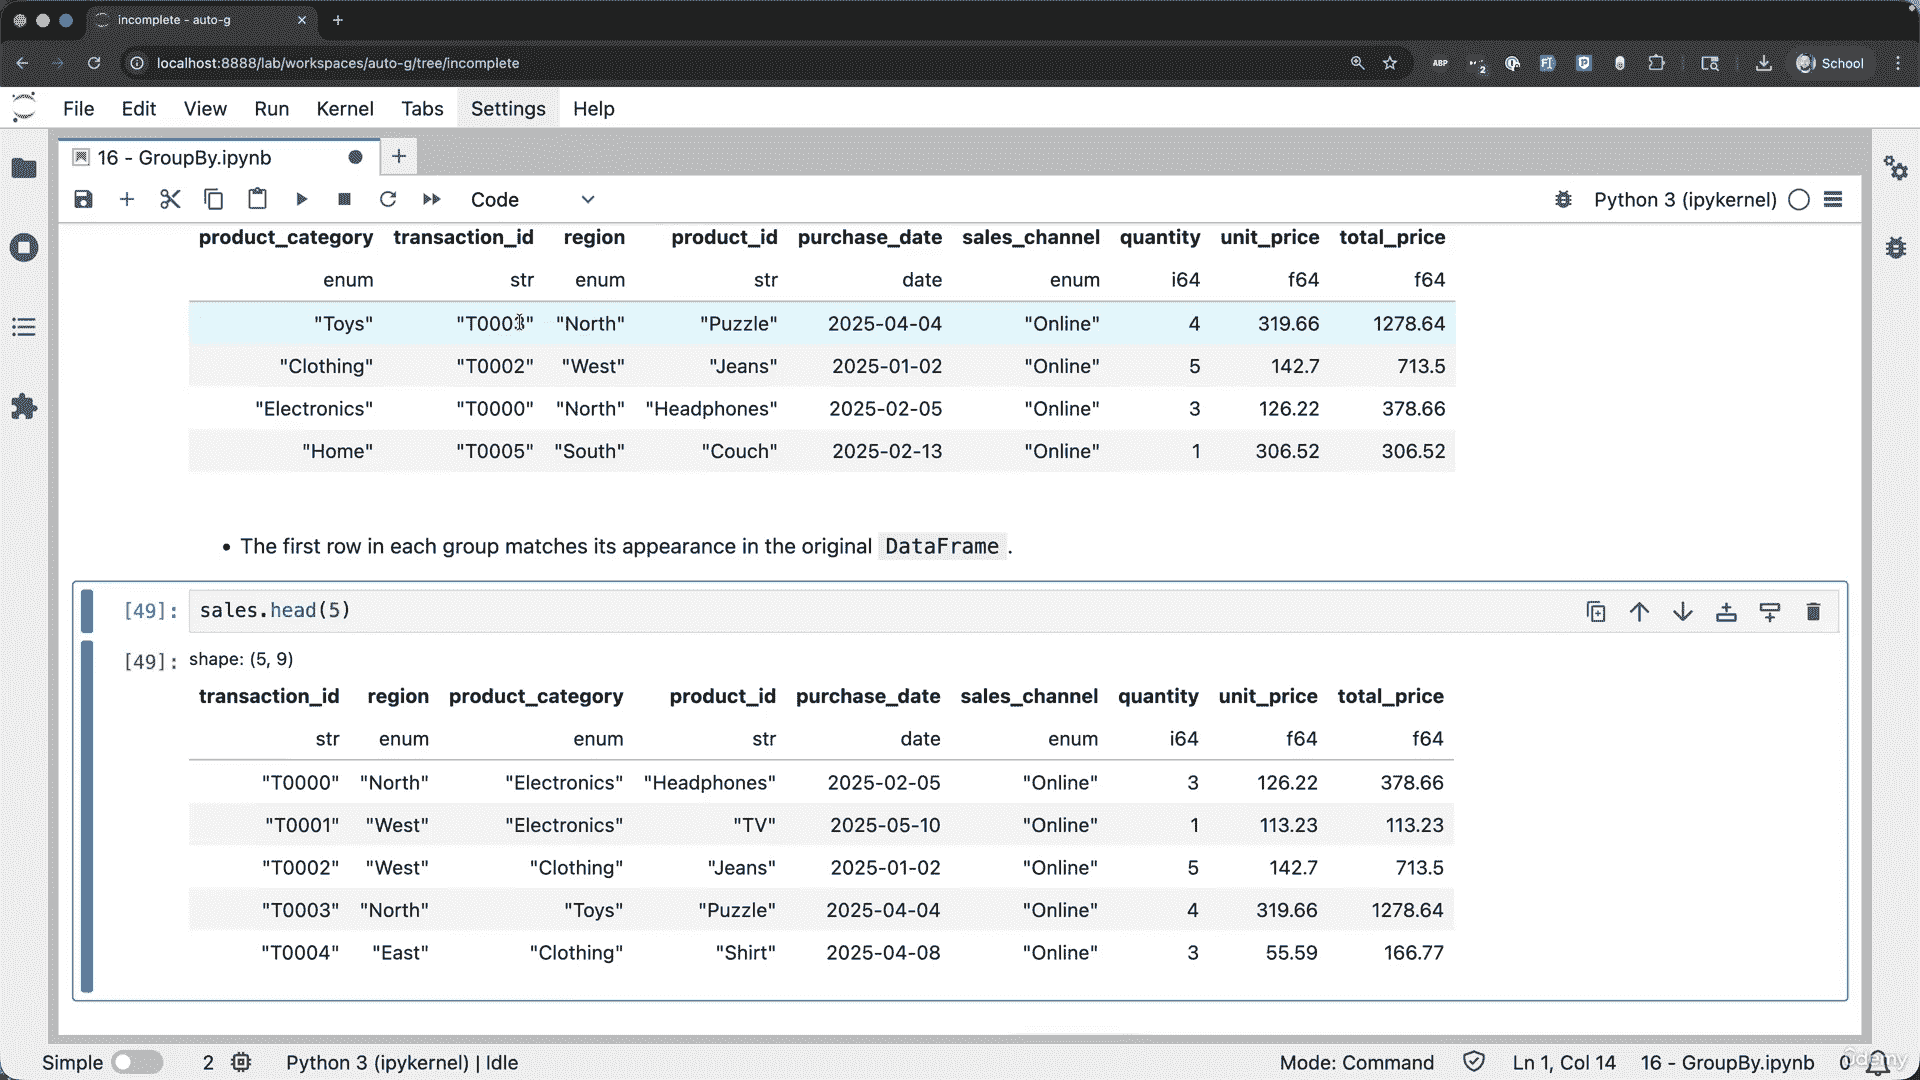 incomplete - auto-g
localhost:8888/lab/workspaces/auto-g/tree/incomplete
ABP
2
School
File Edit View Run Kernel Tabs Settings Help
16 - GroupBy.ipynb
Code
Python 3 (ipykernel)
product_category transaction_id region product_id purchase_date sales_channel quantity unit_price total_price
enum str enum str date enum i64 f64 f64
"Toys" "T0003" "North" "Puzzle" 2025-04-04 "Online" 4 319.66 1278.64
"Clothing" "T0002" "West" "Jeans" 2025-01-02 "Online" 5 142.7 713.5
"Electronics" "T0000" "North" "Headphones" 2025-02-05 "Online" 3 126.22 378.66
"Home" "T0005" "South" "Couch" 2025-02-13 "Online" 1 306.52 306.52
• The first row in each group matches its appearance in the original DataFrame .
[49]: sales.head(5)
[49]: shape: (5, 9)
transaction_id region product_category product_id purchase_date sales_channel quantity unit_price total_price
str enum enum str date enum i64 f64 f64
"T0000" "North" "Electronics" "Headphones" 2025-02-05 "Online" 3 126.22 378.66
"T0001" "West" "Electronics" "TV" 2025-05-10 "Online" 1 113.23 113.23
"T0002" "West" "Clothing" "Jeans" 2025-01-02 "Online" 5 142.7 713.5
"T0003" "North" "Toys" "Puzzle" 2025-04-04 "Online" 4 319.66 1278.64
"T0004" "East" "Clothing" "Shirt" 2025-04-08 "Online" 3 55.59 166.77
Simple 2 Python 3 (ipykernel) | Idle Mode: Command Ln 1, Col 14 16 - GroupBy.ipynb 0
ûdemy